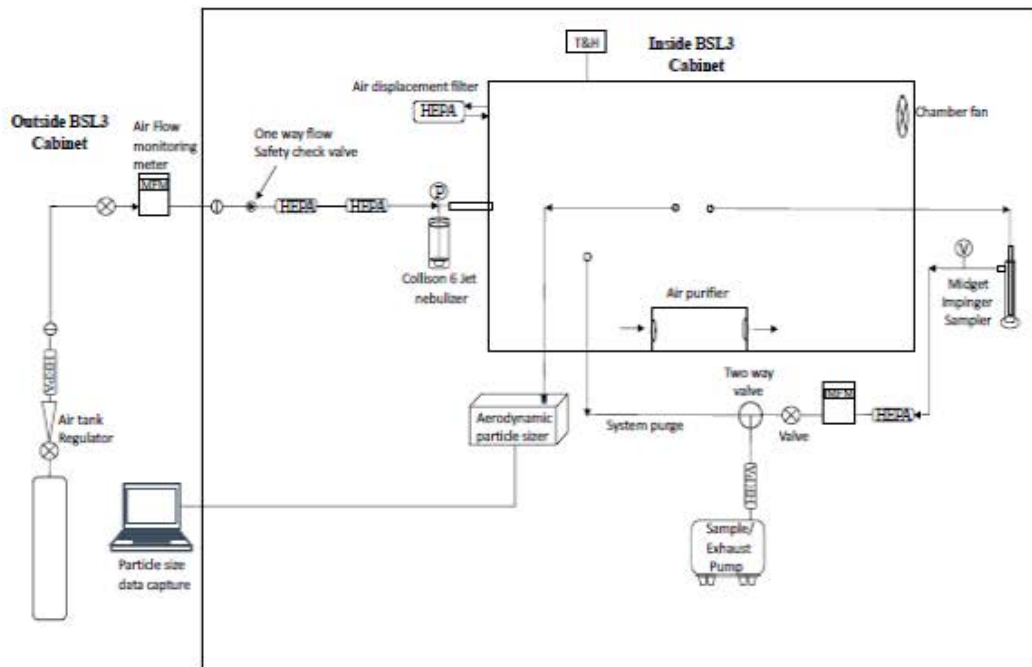 T&H
Inside BSL3
Cabinet
Air displacement filter
HEPA
Chamber fan
Outside BSL3
Cabinet
Air Flow
monitoring
meter
MFM
One way flow
Safety check valve
HEPA
HEPA
P
Collison 6 Jet
nebulizer
V
Midget
Impinger
Sampler
Air purifier
HEPA
Air tank
Regulator
Two way
valve
MFM
HEPA
Aerodynamic
particle sizer
System purge
Valve
HEPA
Sample/
Exhaust
Pump
Particle size
data capture